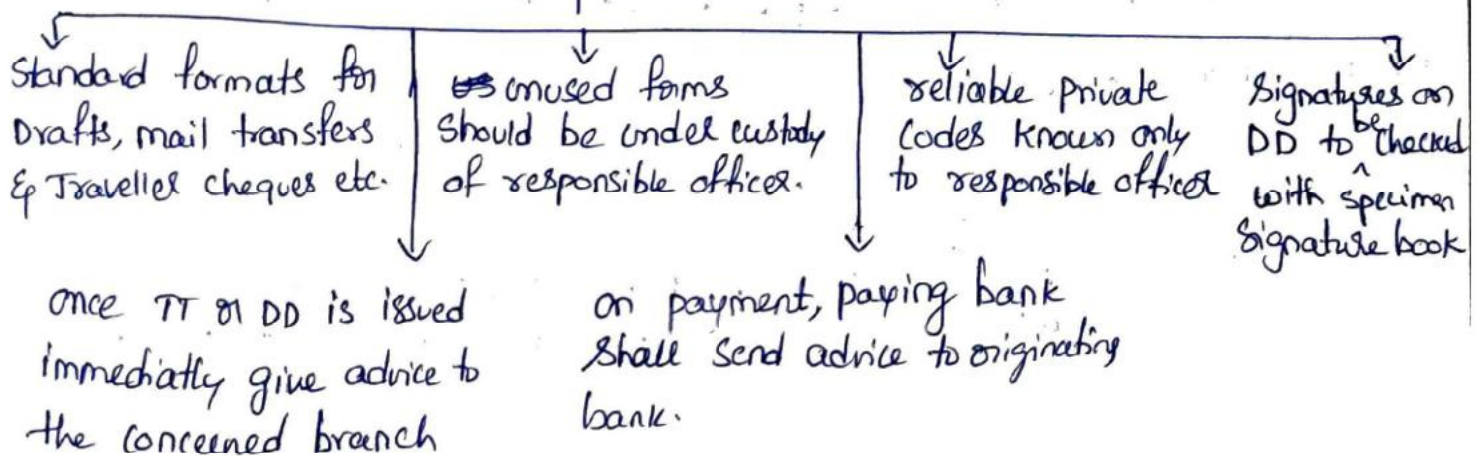 Standard formats for
Drafts, mail transfers
& Traveller cheques etc.
unused forms
Should be under custody
of responsible officer.
reliable private
Codes known only
to responsible officer
Signatures on
DD to be checked
with specimen
Signature book
once TT or DD is issued
immediatly give advice to
the concerned branch
on payment, paying bank
Shall send advice to originating
bank.